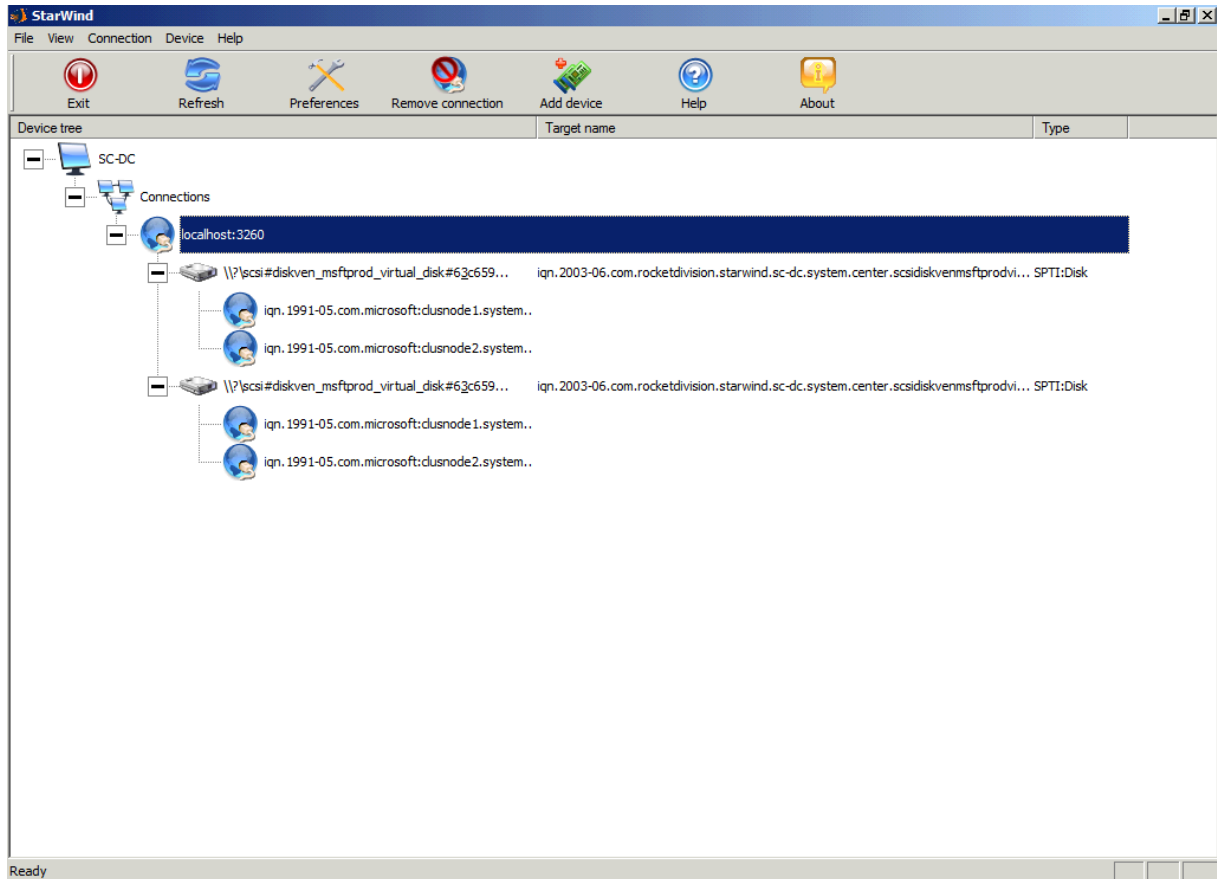 StarWind
File View Connection Device Help
Exit Refresh Preferences Remove connection Add device Help About
Device tree Target name Type
SC-DC
Connections
localhost:3260
\\?\scsi#diskven_msftprod_virtual_disk#63c659... iqn.2003-06.com.rocketdivision.starwind.sc-dc.system.center.scsidiskvenmsftprodvi... SPTI:Disk
iqn.1991-05.com.microsoft:clusnode1.system..
iqn.1991-05.com.microsoft:clusnode2.system..
\\?\scsi#diskven_msftprod_virtual_disk#63c659... iqn.2003-06.com.rocketdivision.starwind.sc-dc.system.center.scsidiskvenmsftprodvi... SPTI:Disk
iqn.1991-05.com.microsoft:clusnode1.system..
iqn.1991-05.com.microsoft:clusnode2.system..
Ready